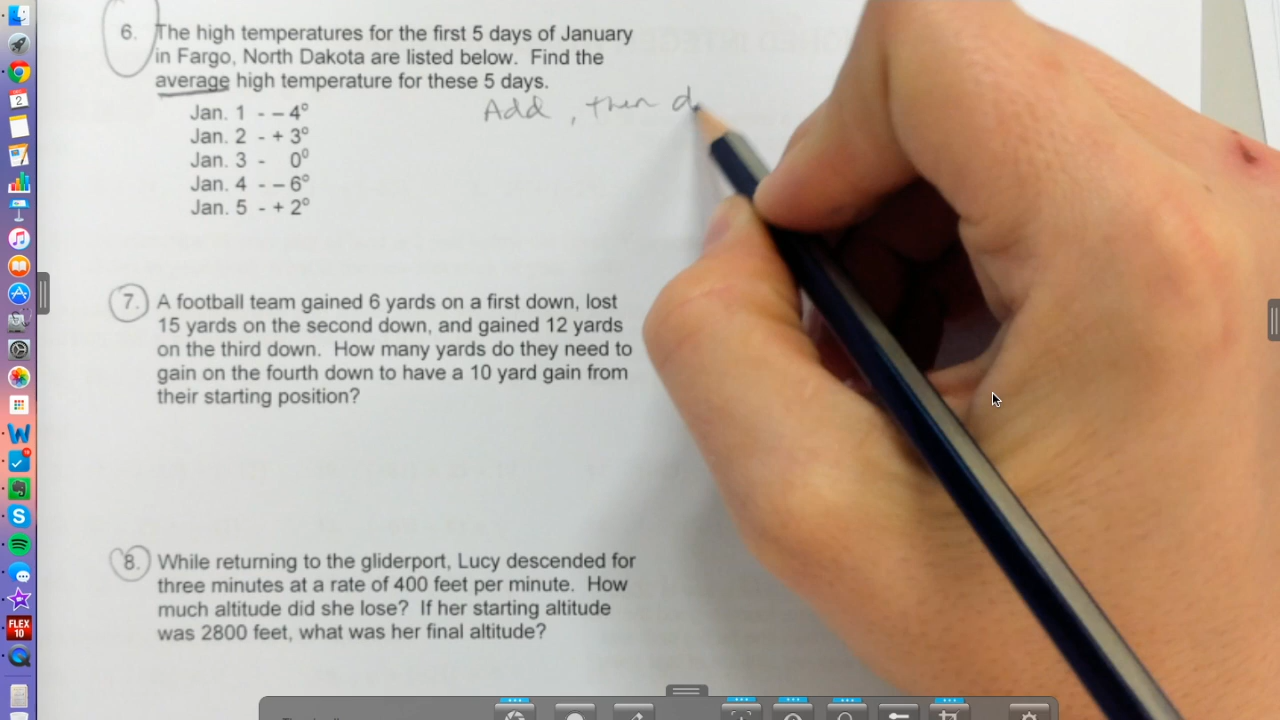 6. The high temperatures for the first 5 days of January
in Fargo, North Dakota are listed below. Find the
average high temperature for these 5 days.
Add, then d
Jan. 1 - – 4°
Jan. 2 - + 3°
Jan. 3 - 0°
Jan. 4 - – 6°
Jan. 5 - + 2°
7. A football team gained 6 yards on a first down, lost
15 yards on the second down, and gained 12 yards
on the third down. How many yards do they need to
gain on the fourth down to have a 10 yard gain from
their starting position?
8. While returning to the gliderport, Lucy descended for
three minutes at a rate of 400 feet per minute. How
much altitude did she lose? If her starting altitude
was 2800 feet, what was her final altitude?
2
W
S
FLEX
10